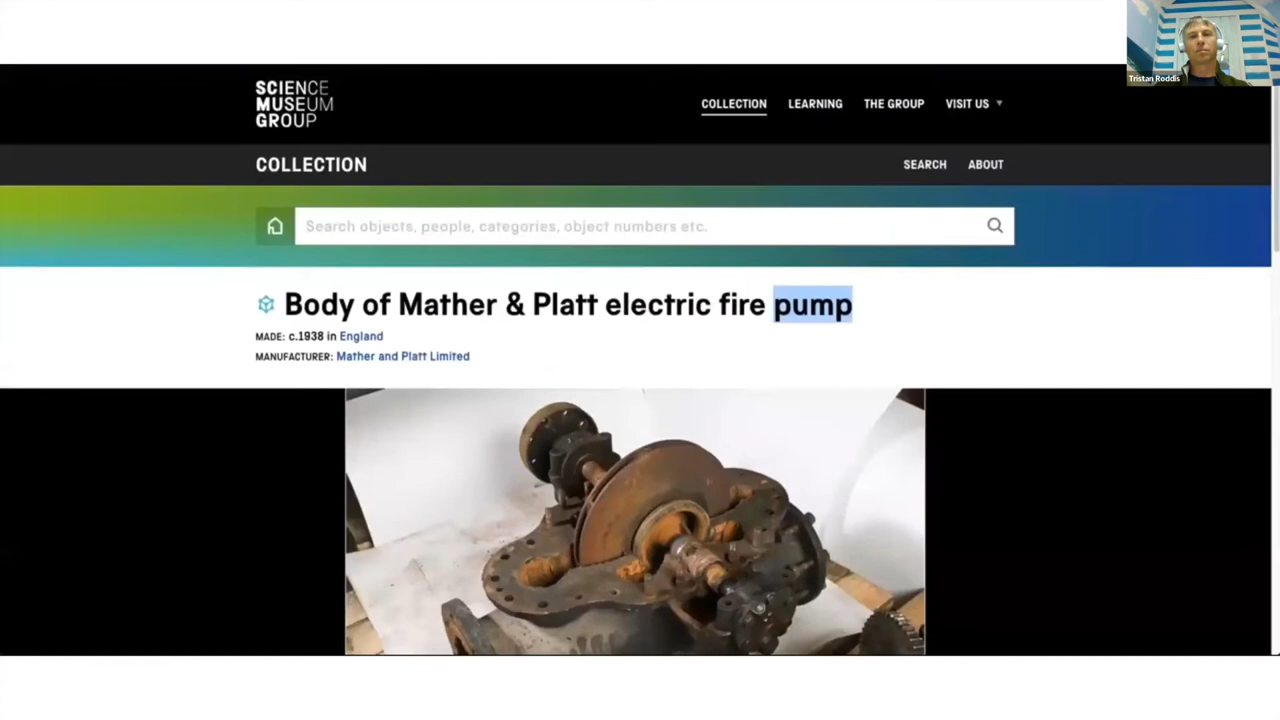 Tristan Roddis
SCIENCE
MUSEUM
GROUP
COLLECTION LEARNING THE GROUP VISIT US
COLLECTION
SEARCH ABOUT
Search objects, people, categories, object numbers etc.
Body of Mather & Platt electric fire pump
MADE: c.1938 in England
MANUFACTURER: Mather and Platt Limited